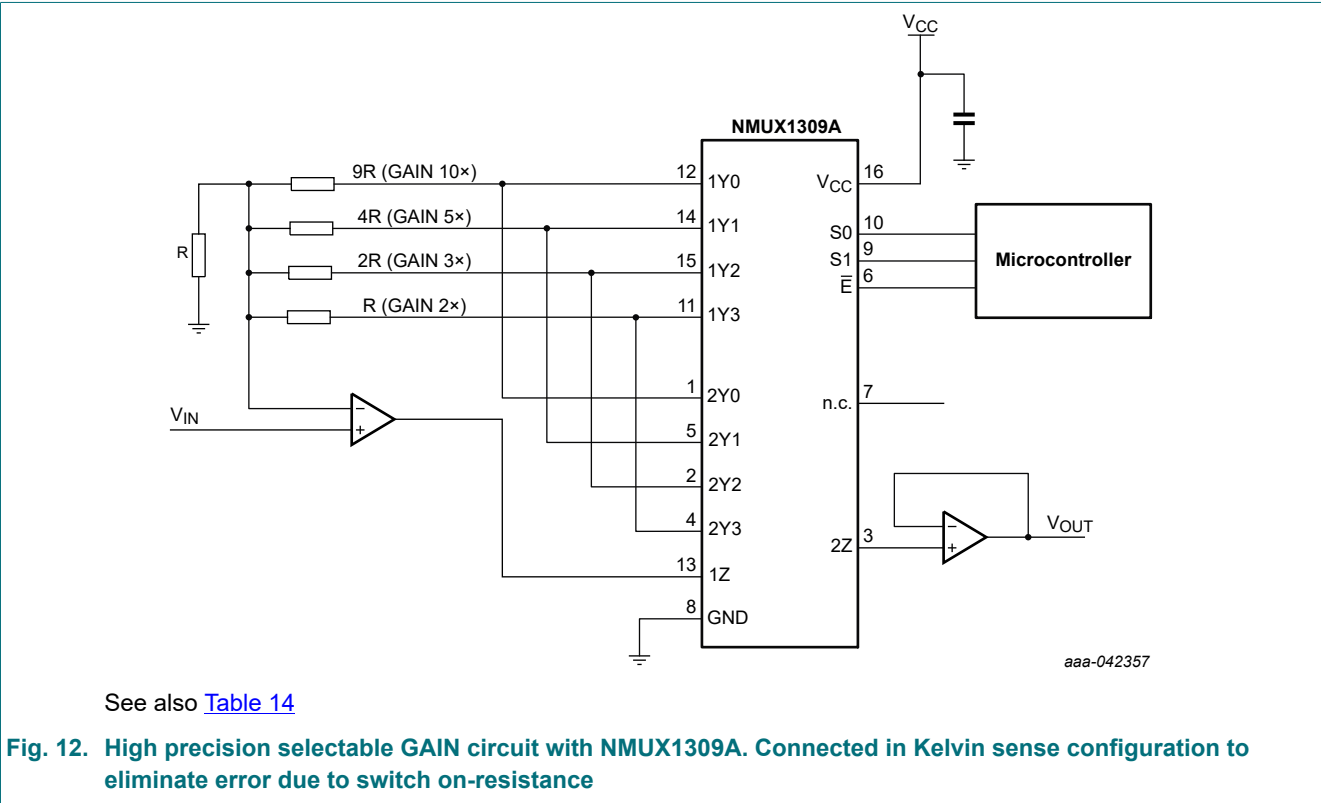 VCC
NMUX1309A
9R (GAIN 10×)
12
1Y0
VCC
16
4R (GAIN 5×)
14
1Y1
S0
10
R
2R (GAIN 3×)
15
1Y2
S1
9
Microcontroller
E̅
6
R (GAIN 2×)
11
1Y3
1
2Y0
n.c.
7
VIN
−
+
5
2Y1
2
2Y2
4
2Y3
2Z
3
−
+
VOUT
13
1Z
8
GND
aaa-042357
See also Table 14
Fig. 12. High precision selectable GAIN circuit with NMUX1309A. Connected in Kelvin sense configuration to
eliminate error due to switch on-resistance